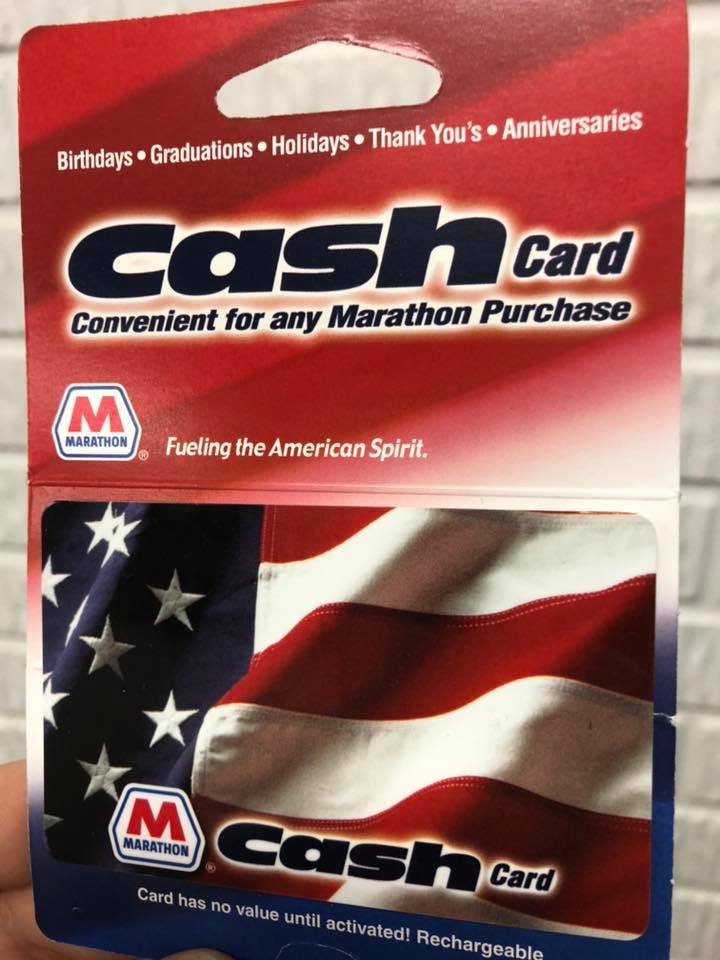 Birthdays • Graduations • Holidays • Thank You's • Anniversaries
cash Card
Convenient for any Marathon Purchase
M
MARATHON
®
Fueling the American Spirit.
M
MARATHON
®
cash Card
Card has no value until activated! Rechargeable